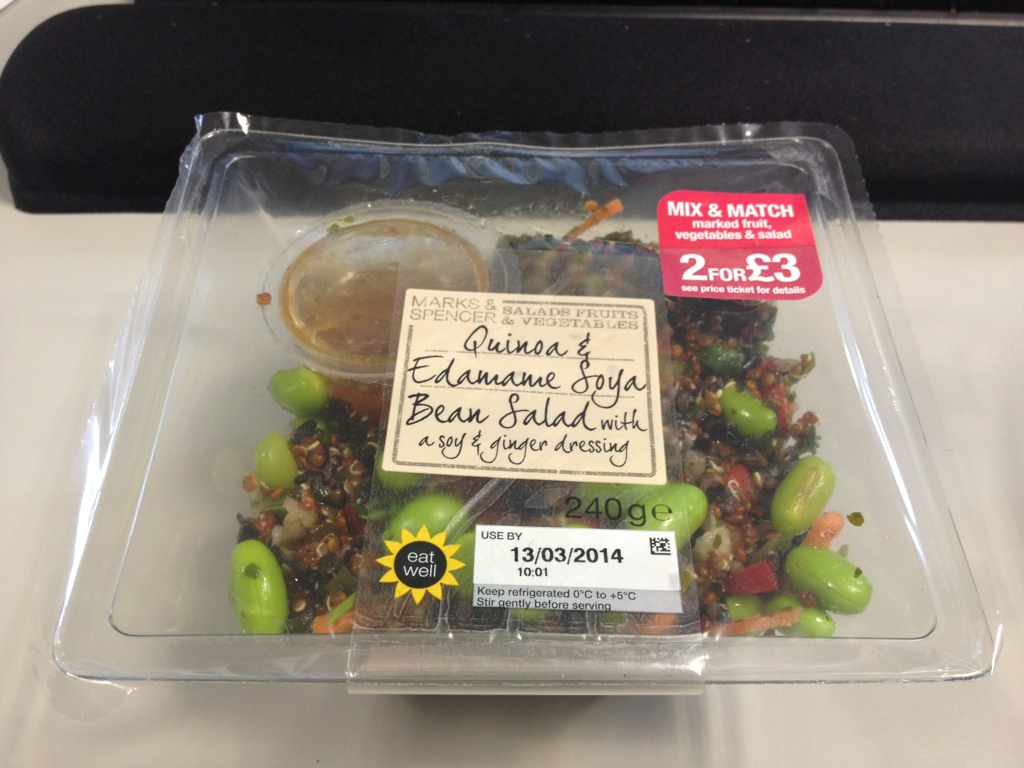 MIX & MATCH
marked fruit,
vegetables & salad
2 FOR £3
see price ticket for details
MARKS &
SPENCER
SALADS FRUITS
& VEGETABLES
Quinoa &
Edamame Soya
Bean Salad with
a soy & ginger dressing
240g℮
eat
well
USE BY
13/03/2014
10:01
Keep refrigerated 0°C to +5°C
Stir gently before serving